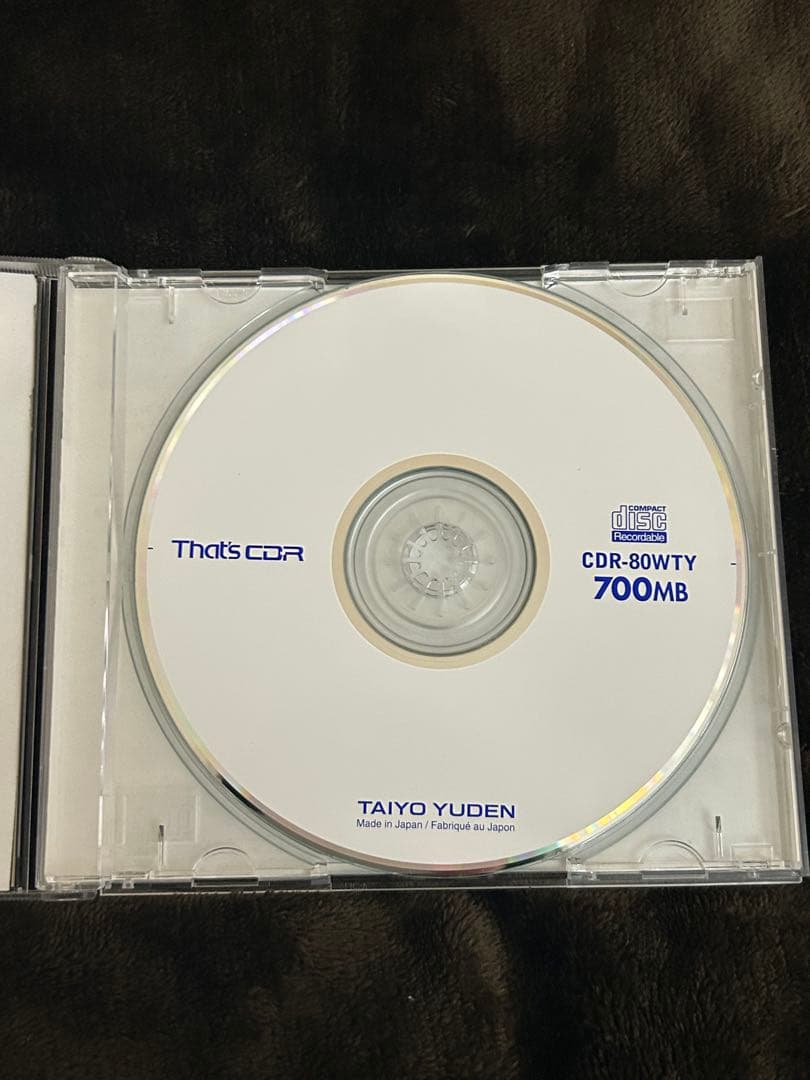 COMPACT
disc
Recordable
That's CDR
CDR-80WTY
700MB
TAIYO YUDEN
Made in Japan / Fabriqué au Japon